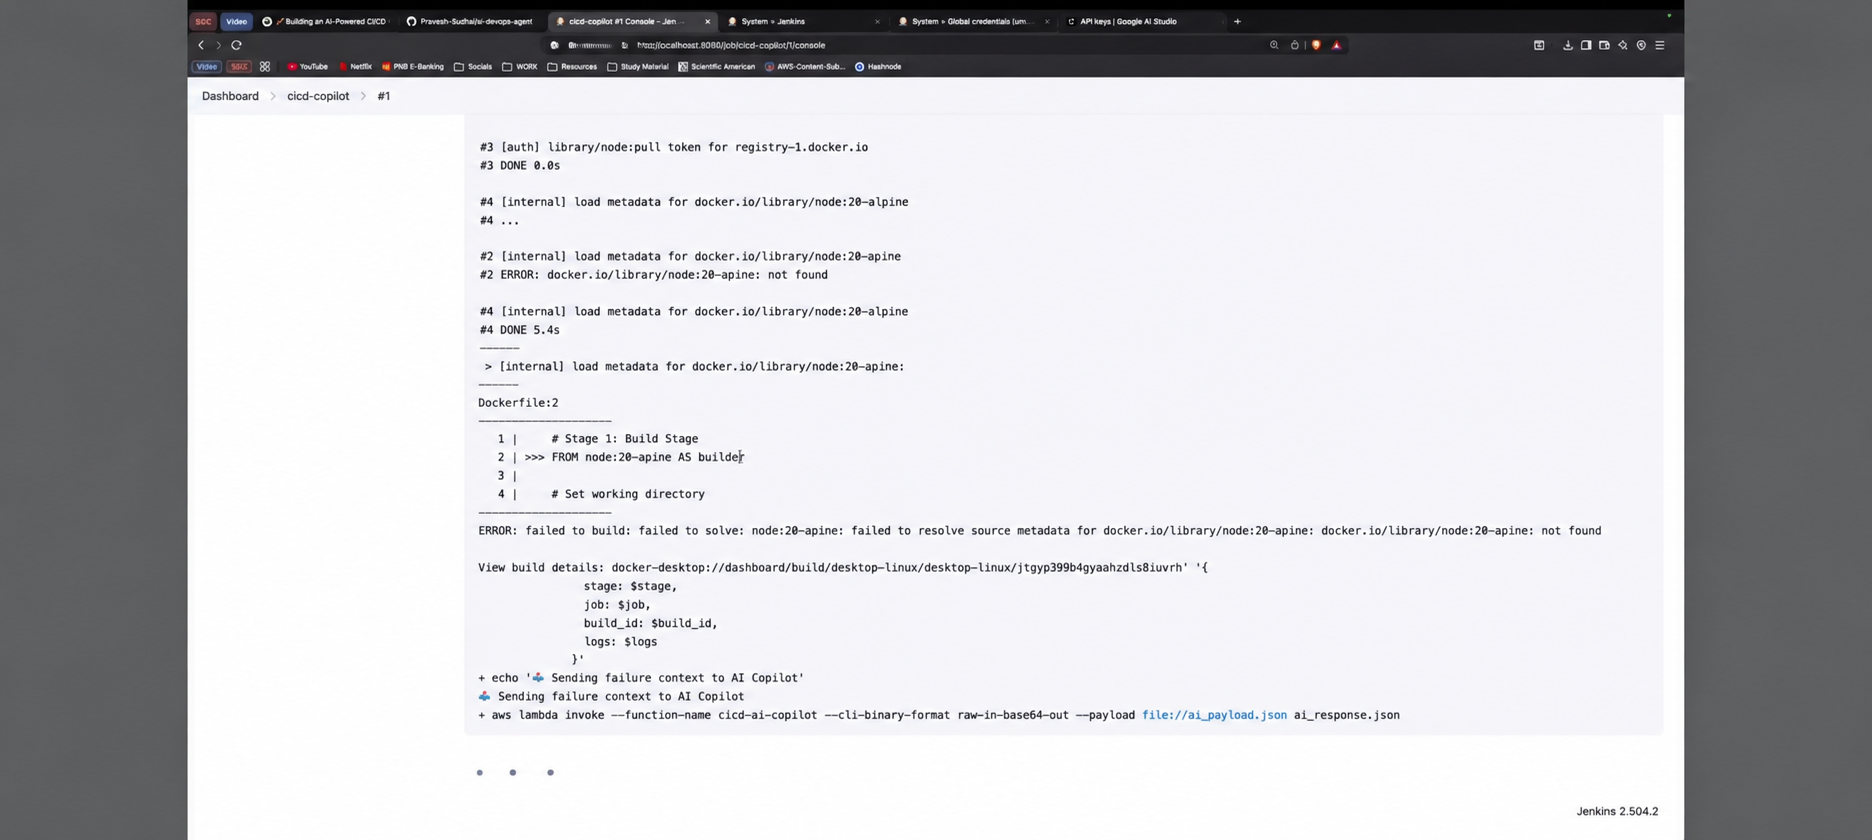 SGC Video Building an AI-Powered CI/CD Pravesh-Sudha/ai-devops-agent cicd-copilot #1 Console - Jen... System » Jenkins System » Global credentials (un... API keys | Google AI Studio
localhost:8080/job/cicd-copilot/1/console
Video SGC YouTube Netflix PNB E-Banking Socials WORK Resources Study Material Scientific American AWS-Content-Sub... Hashnode
Dashboard > cicd-copilot > #1
#3 [auth] library/node:pull token for registry-1.docker.io
#3 DONE 0.0s
#4 [internal] load metadata for docker.io/library/node:20-alpine
#4 ...
#2 [internal] load metadata for docker.io/library/node:20-apine
#2 ERROR: docker.io/library/node:20-apine: not found
#4 [internal] load metadata for docker.io/library/node:20-alpine
#4 DONE 5.4s
------
> [internal] load metadata for docker.io/library/node:20-apine:
------
Dockerfile:2
--------------------
1 | # Stage 1: Build Stage
2 | >>> FROM node:20-apine AS builder
3 |
4 | # Set working directory
--------------------
ERROR: failed to build: failed to solve: node:20-apine: failed to resolve source metadata for docker.io/library/node:20-apine: docker.io/library/node:20-apine: not found
View build details: docker-desktop://dashboard/build/desktop-linux/desktop-linux/jtgyp399b4gyaahzdls8iuvrh' '{
stage: $stage,
job: $job,
build_id: $build_id,
logs: $logs
}'
+ echo '📤 Sending failure context to AI Copilot'
📤 Sending failure context to AI Copilot
+ aws lambda invoke --function-name cicd-ai-copilot --cli-binary-format raw-in-base64-out --payload file://ai_payload.json ai_response.json
Jenkins 2.504.2